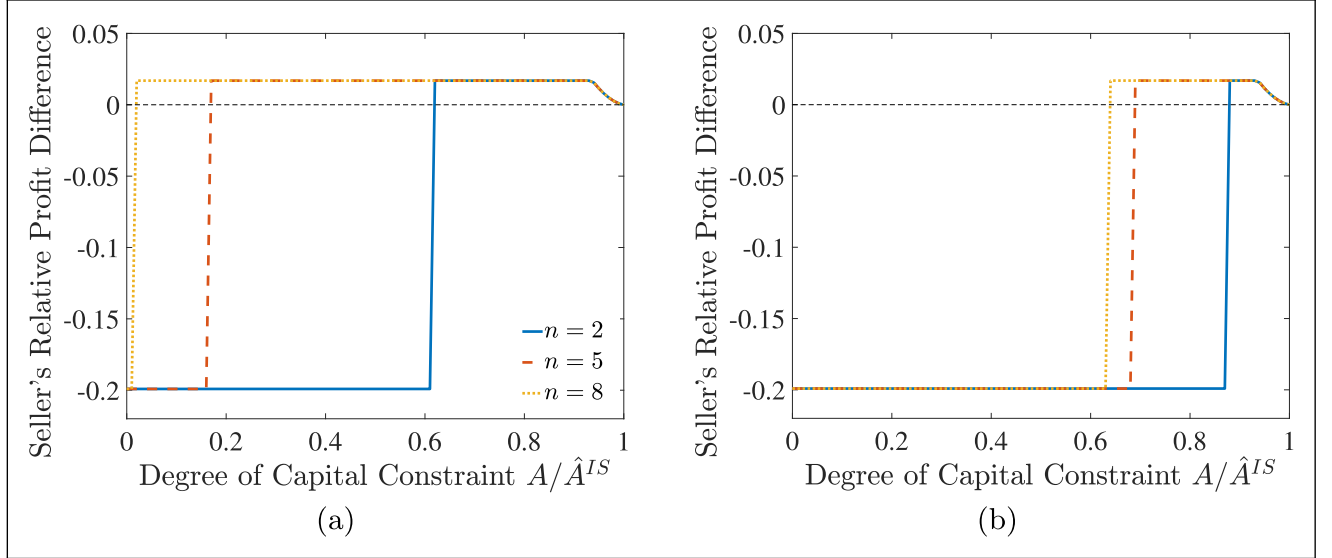 Seller's Relative Profit Difference
0.05
0
-0.05
-0.1
-0.15
-0.2
n = 2
n = 5
n = 8
0 0.2 0.4 0.6 0.8 1
Degree of Capital Constraint A/Â^{IS}
(a)
Seller's Relative Profit Difference
0.05
0
-0.05
-0.1
-0.15
-0.2
0 0.2 0.4 0.6 0.8 1
Degree of Capital Constraint A/Â^{IS}
(b)